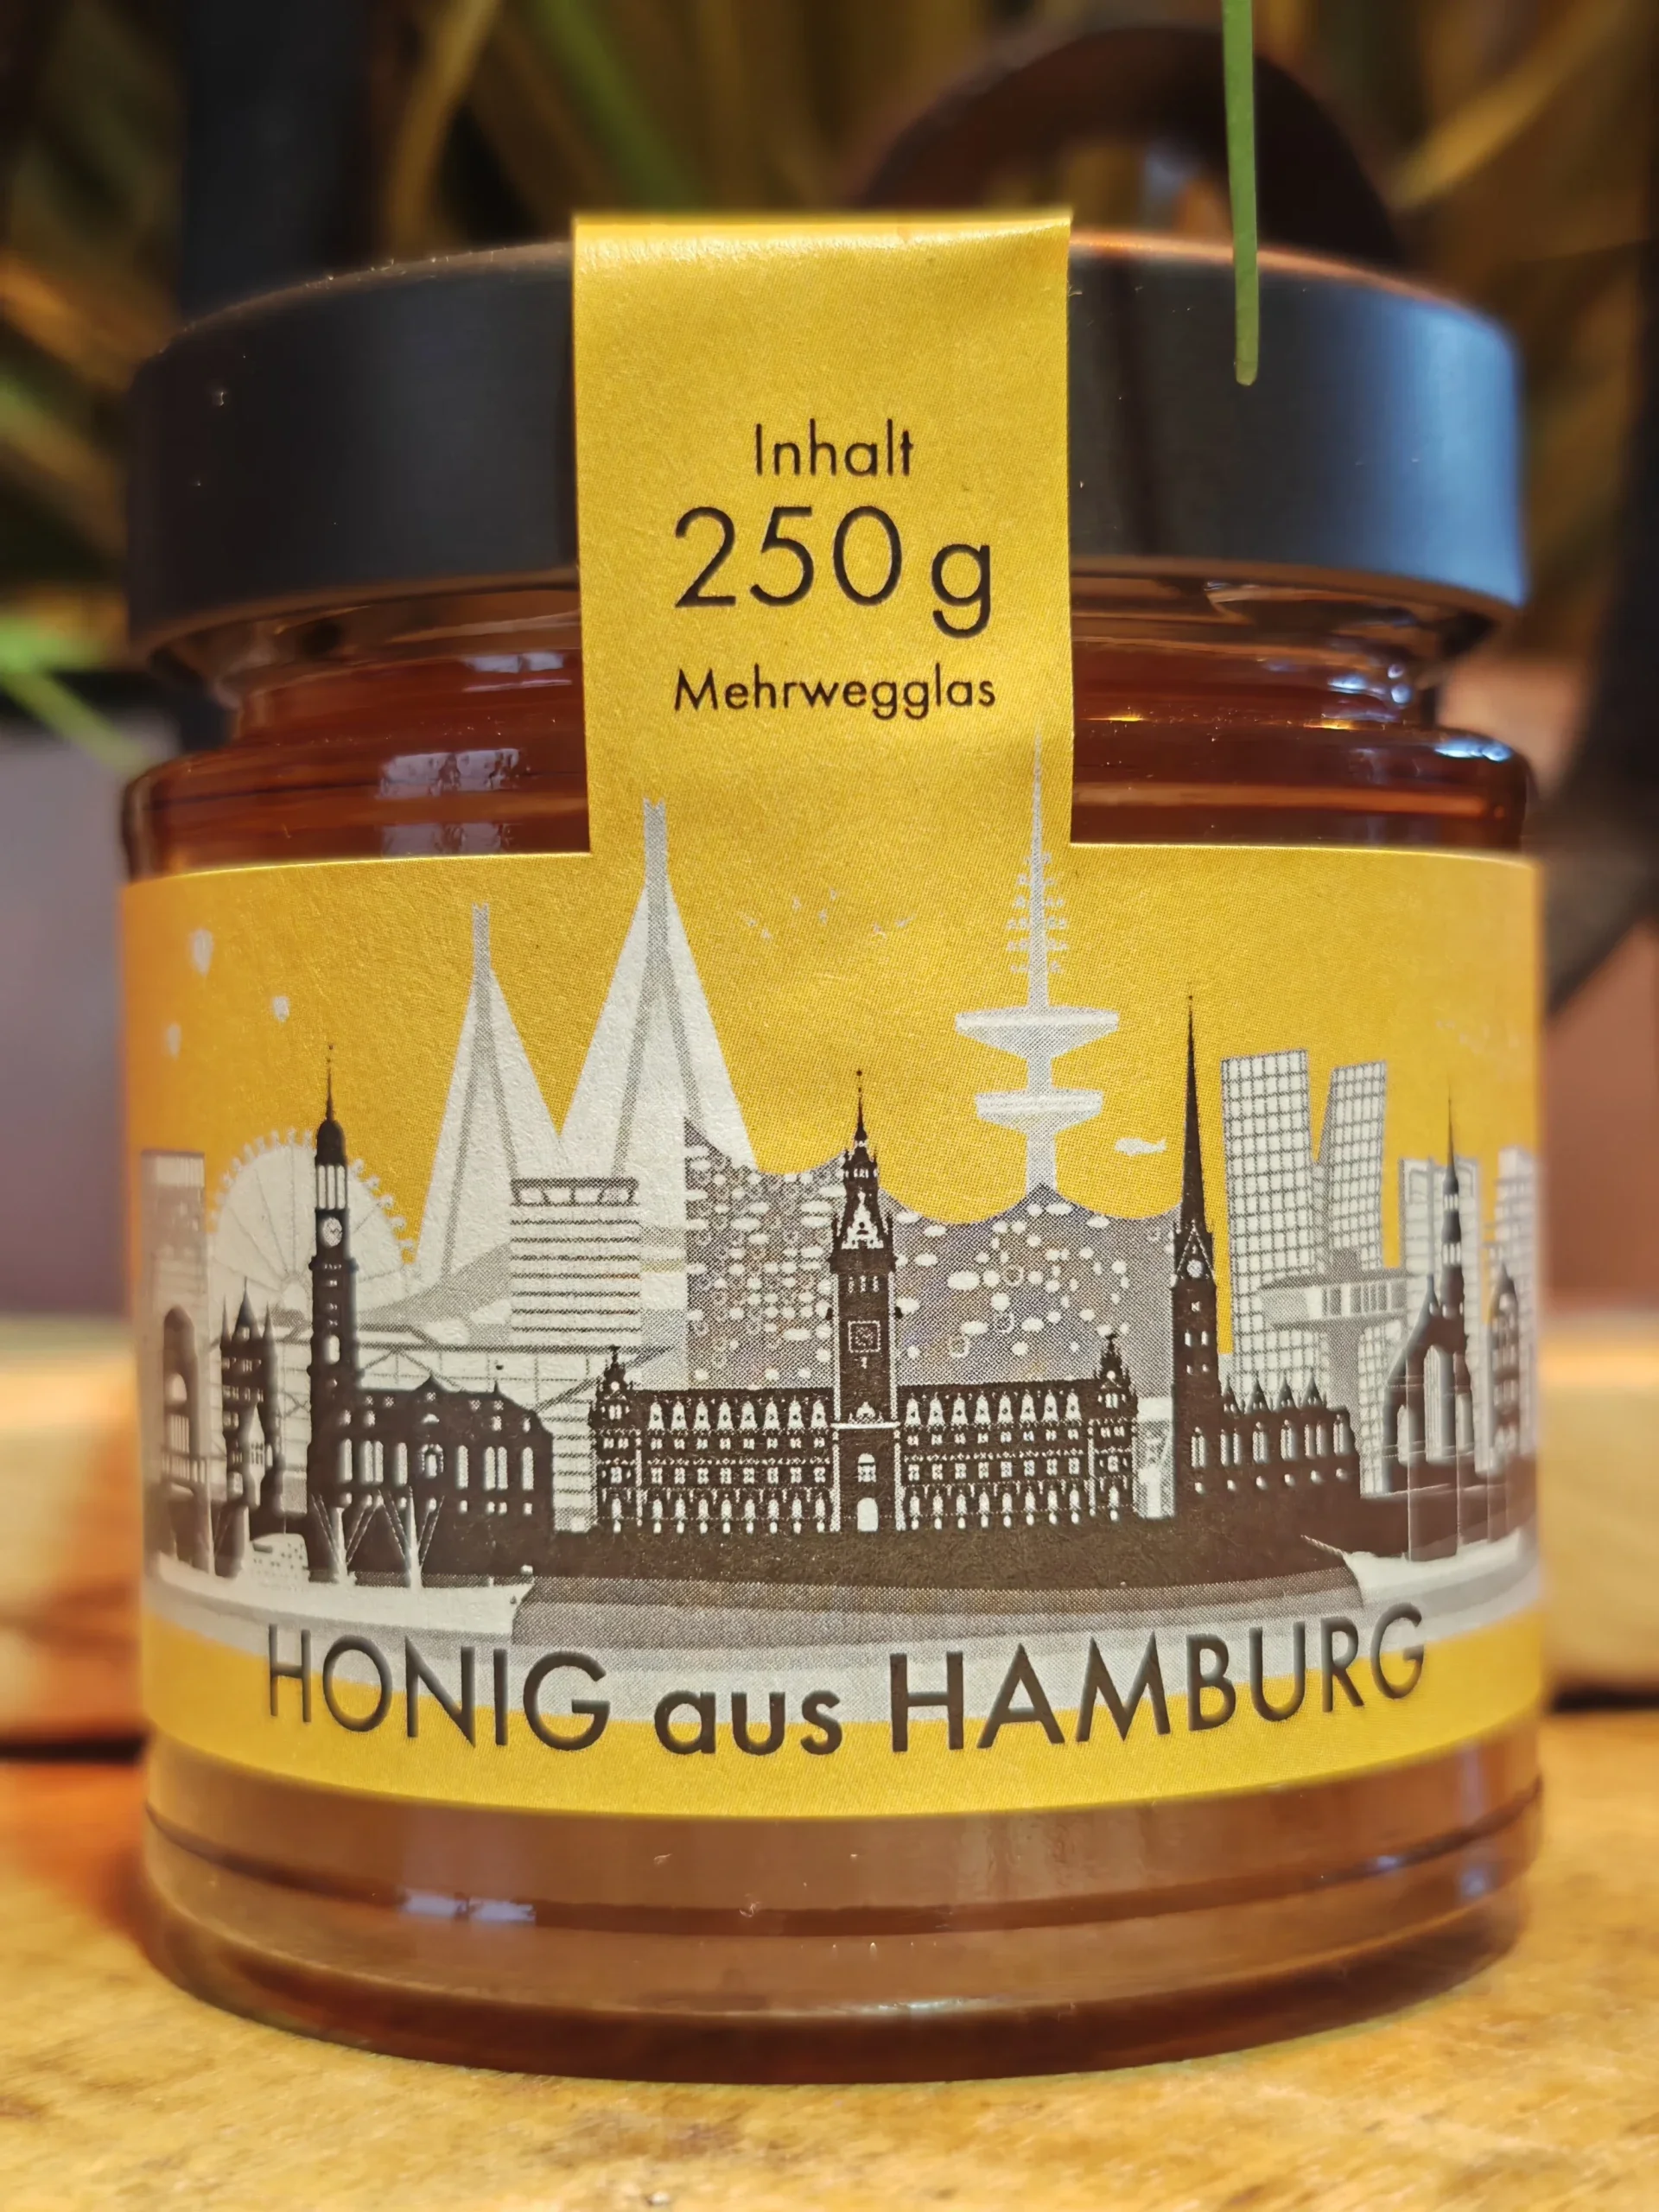 Inhalt
250 g
Mehrwegglas
HONIG aus HAMBURG